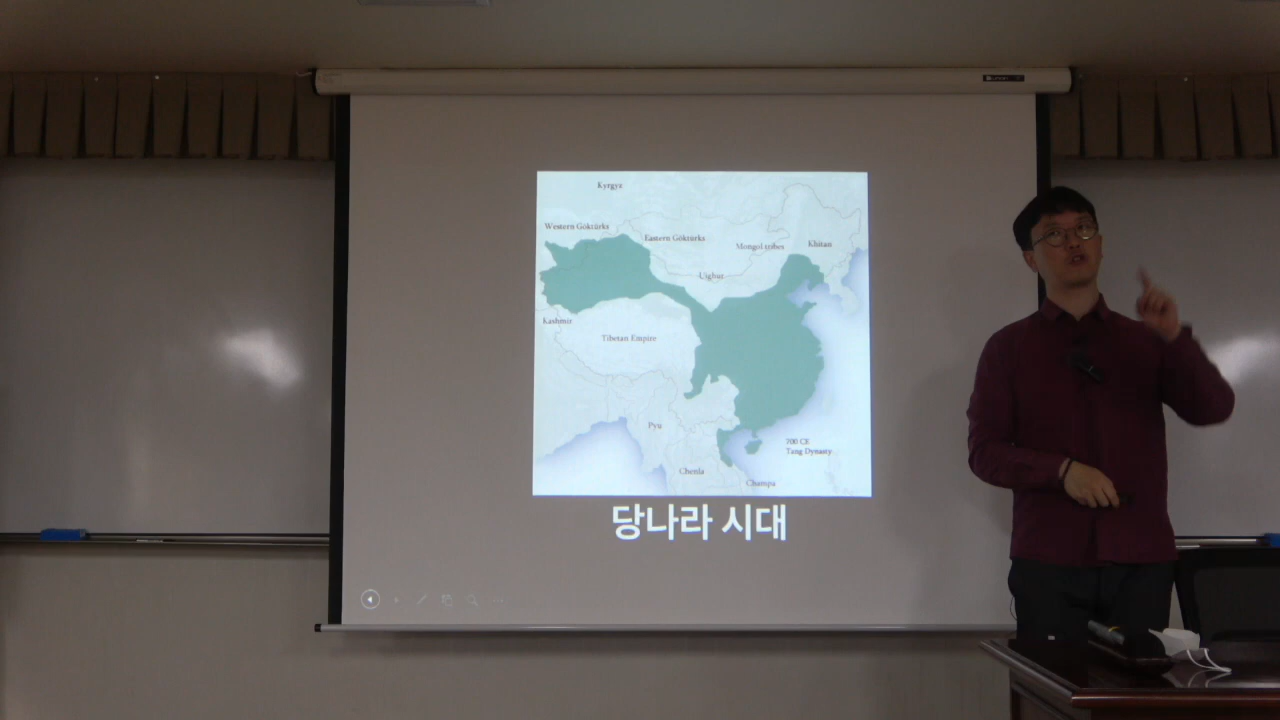 Kyrgyz
Western Göktürks
Eastern Göktürks
Mongol tribes
Khitan
Uighur
Kashmir
Tibetan Empire
Pyu
700 CE
Tang Dynasty
Chenla
Champa
당나라 시대